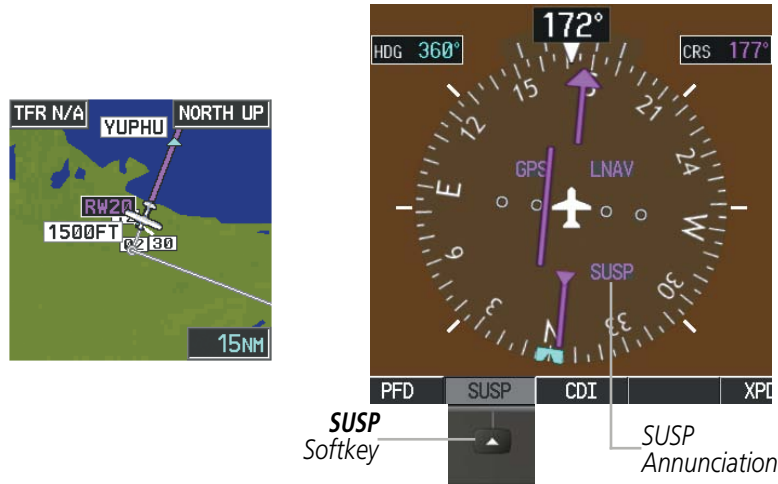 TFR N/A
NORTH UP
YUPHU
RW20
1500FT
02 30
15NM
172°
HDG 360°
CRS 177°
12
15
S
21
24
W
30
33
N
3
6
E
GPS
LNAV
SUSP
PFD
SUSP
CDI
XPD
SUSP
Softkey
SUSP
Annunciation